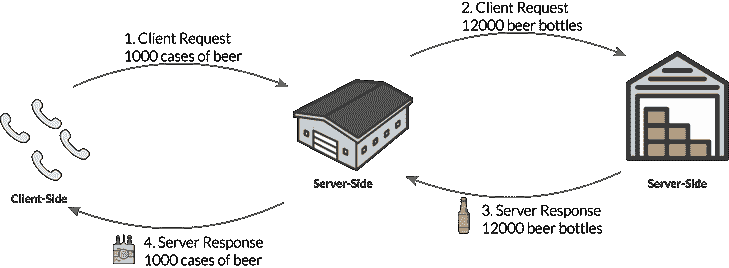 1. Client Request
1000 cases of beer
2. Client Request
12000 beer bottles
Client-Side
Server-Side
Server-Side
3. Server Response
12000 beer bottles
4. Server Response
1000 cases of beer